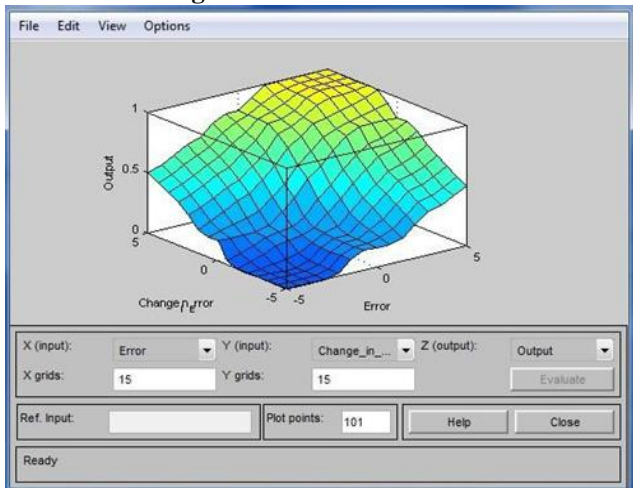 File Edit View Options
1
0.5
0
Output
5
0
-5
Change
-5
0
5
Error
X (input): Error Y (input): Change_in_... Z (output): Output
X grids: 15 Y grids: 15 Evaluate
Ref. Input: Plot points: 101 Help Close
Ready